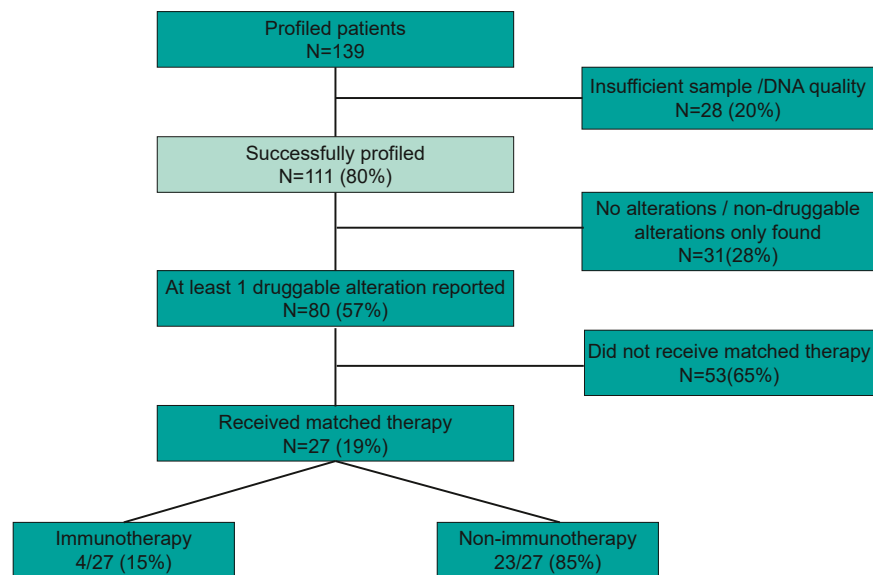 Profiled patients
N=139
Insufficient sample /DNA quality
N=28 (20%)
Successfully profiled
N=111 (80%)
No alterations / non-druggable
alterations only found
N=31(28%)
At least 1 druggable alteration reported
N=80 (57%)
Did not receive matched therapy
N=53(65%)
Received matched therapy
N=27 (19%)
Immunotherapy
4/27 (15%)
Non-immunotherapy
23/27 (85%)